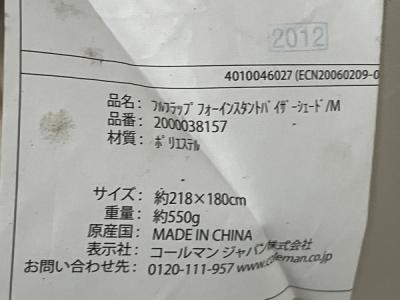 2012
4010046027 (ECN20060209-0
品名： ﾌﾙﾌﾗｯﾌﾟ ﾌｫｰｲﾝｽﾀﾝﾄﾊﾞｲｻﾞｰｼｪｰﾄﾞ/M
品番： 2000038157
材質： ﾎﾟﾘｴｽﾃﾙ
サイズ： 約218×180cm
重量： 約550g
原産国： MADE IN CHINA
表示社： コールマン ジャパン株式会社
お問い合わせ先： 0120-111-957 www.coleman.co.jp